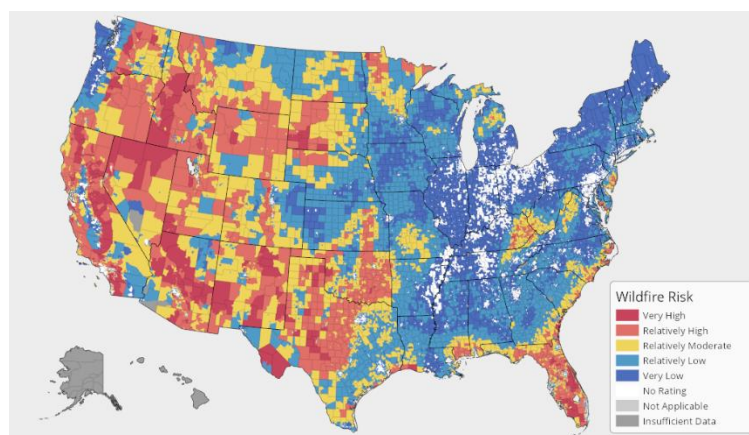 Wildfire Risk
Very High
Relatively High
Relatively Moderate
Relatively Low
Very Low
No Rating
Not Applicable
Insufficient Data